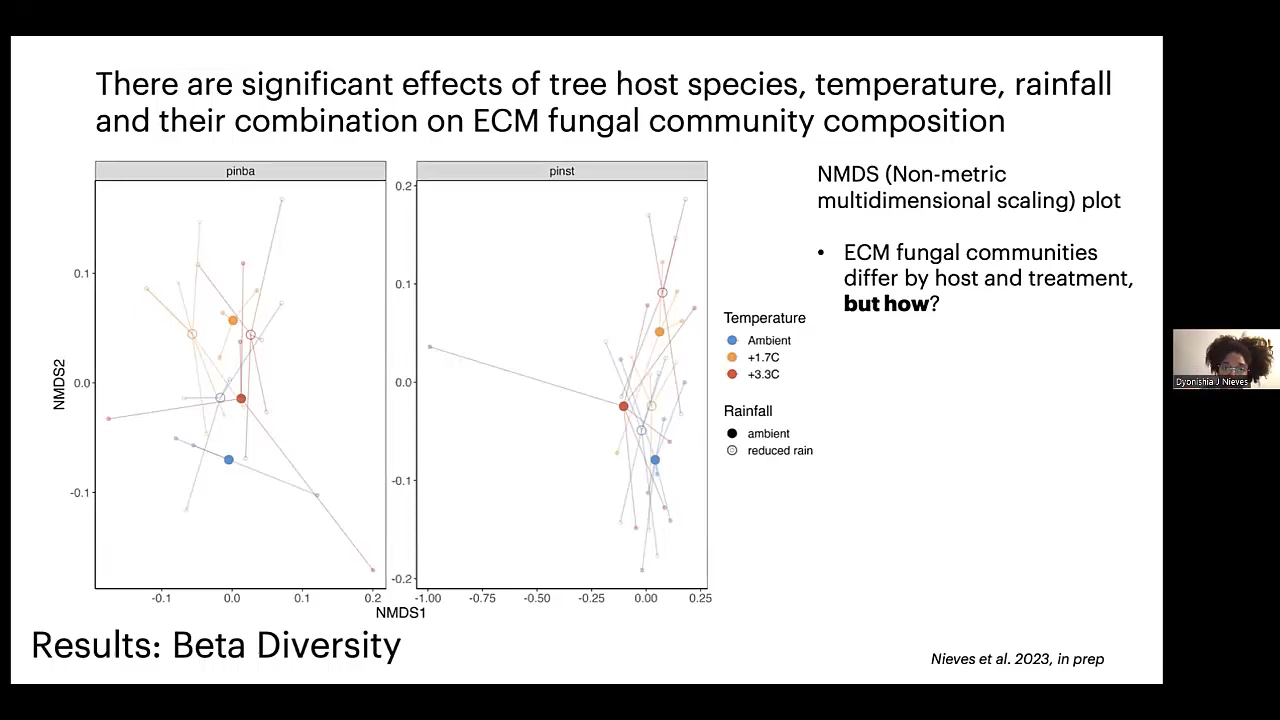 There are significant effects of tree host species, temperature, rainfall
and their combination on ECM fungal community composition
pinba
pinst
NMDS2
0.1
0.0
-0.1
0.2
0.1
0.0
-0.1
-0.2
-0.1
0.0
0.1
0.2
-1.00
-0.75
-0.50
-0.25
0.00
0.25
NMDS1
Temperature
Ambient
+1.7C
+3.3C
Rainfall
ambient
reduced rain
NMDS (Non-metric
multidimensional scaling) plot
• ECM fungal communities
differ by host and treatment,
but how?
Results: Beta Diversity
Nieves et al. 2023, in prep
Dyonishia J Nieves